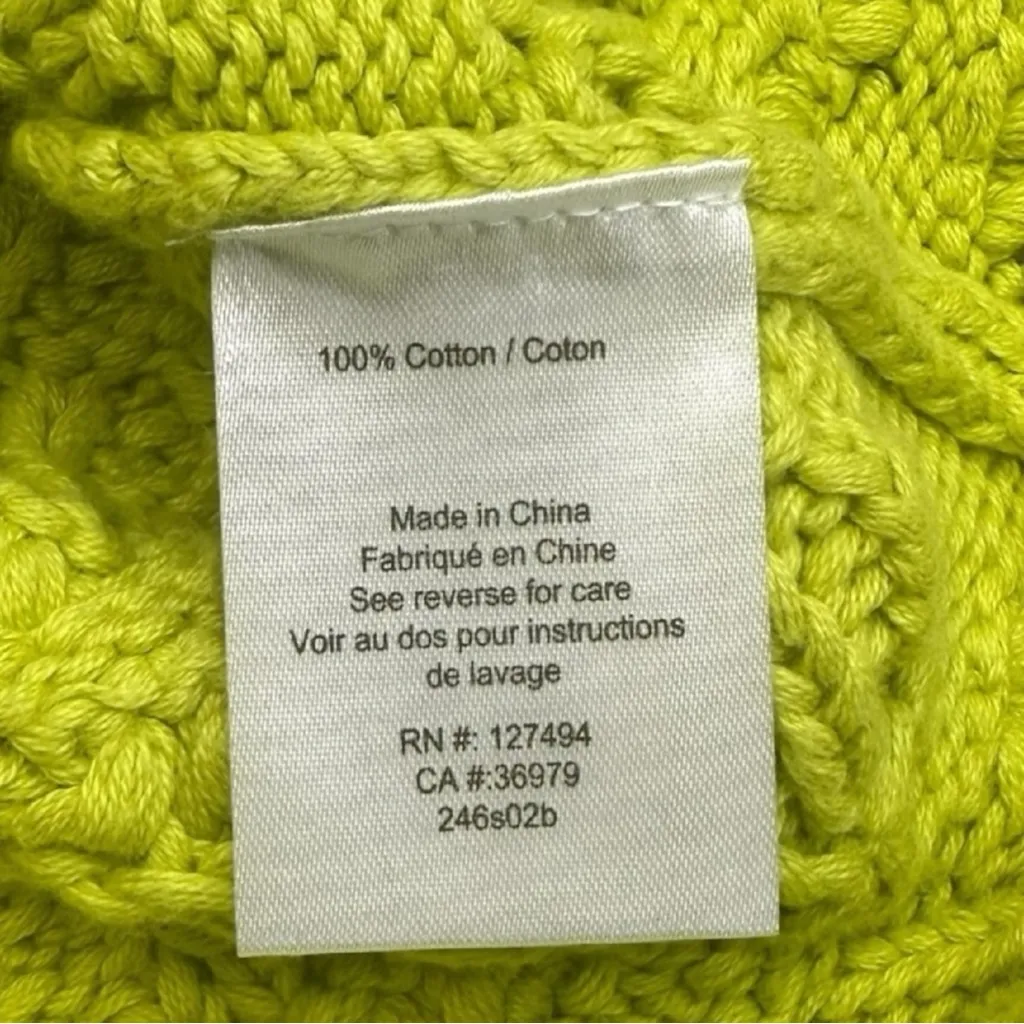 100% Cotton / Coton
Made in China
Fabriqué en Chine
See reverse for care
Voir au dos pour instructions
de lavage
RN #: 127494
CA #:36979
246s02b